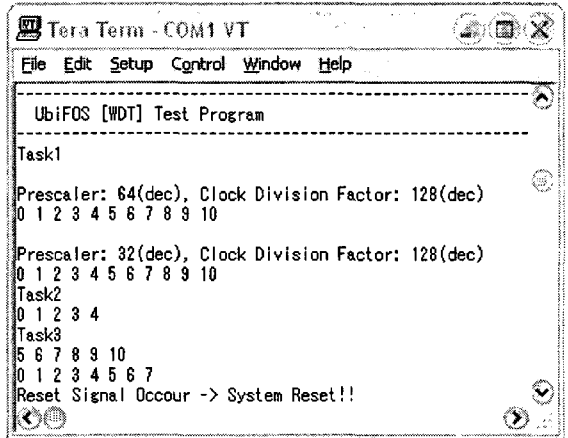 Tera Term - COM1 VT
File Edit Setup Control Window Help
UbiFOS [WDT] Test Program
Task1
Prescaler: 64(dec), Clock Division Factor: 128(dec)
0 1 2 3 4 5 6 7 8 9 10
Prescaler: 32(dec), Clock Division Factor: 128(dec)
0 1 2 3 4 5 6 7 8 9 10
Task2
0 1 2 3 4
Task3
5 6 7 8 9 10
0 1 2 3 4 5 6 7
Reset Signal Occour -> System Reset!!